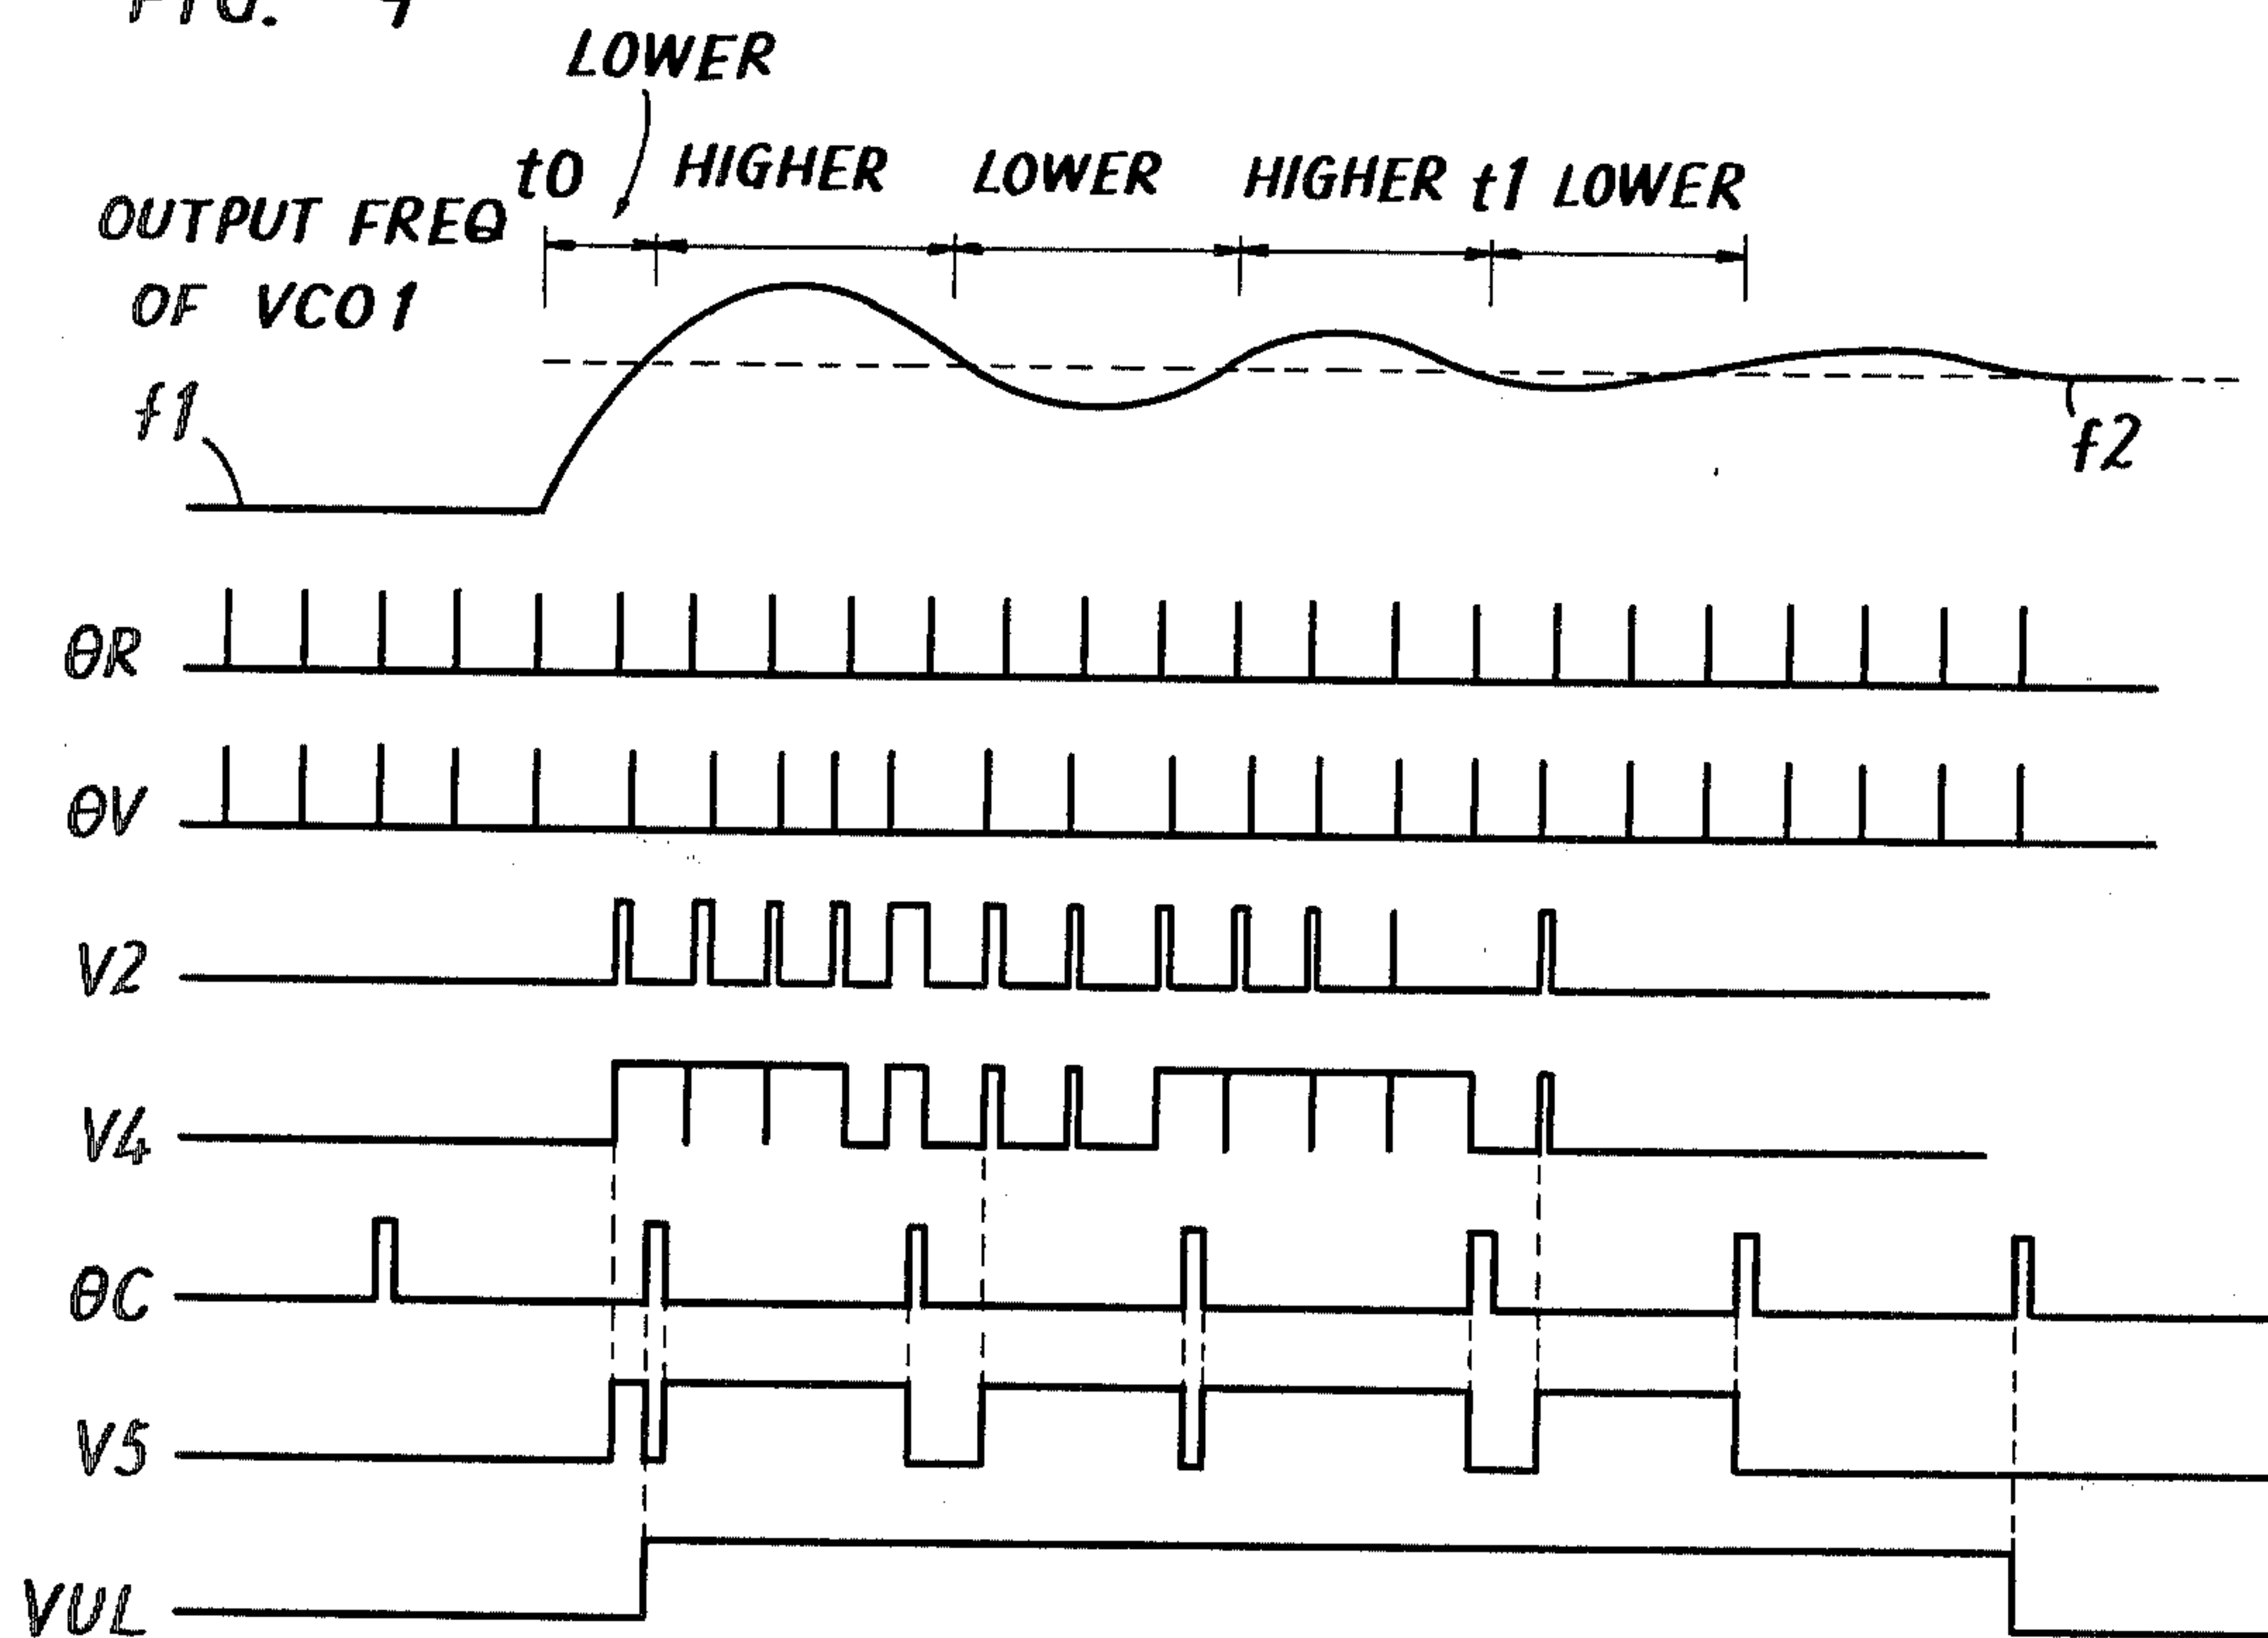 FIG.
LOWER
t0 HIGHER LOWER HIGHER t1 LOWER
OUTPUT FREQ
OF VCO1
f1
f2
θR
θV
V2
V4
θC
V5
VUL